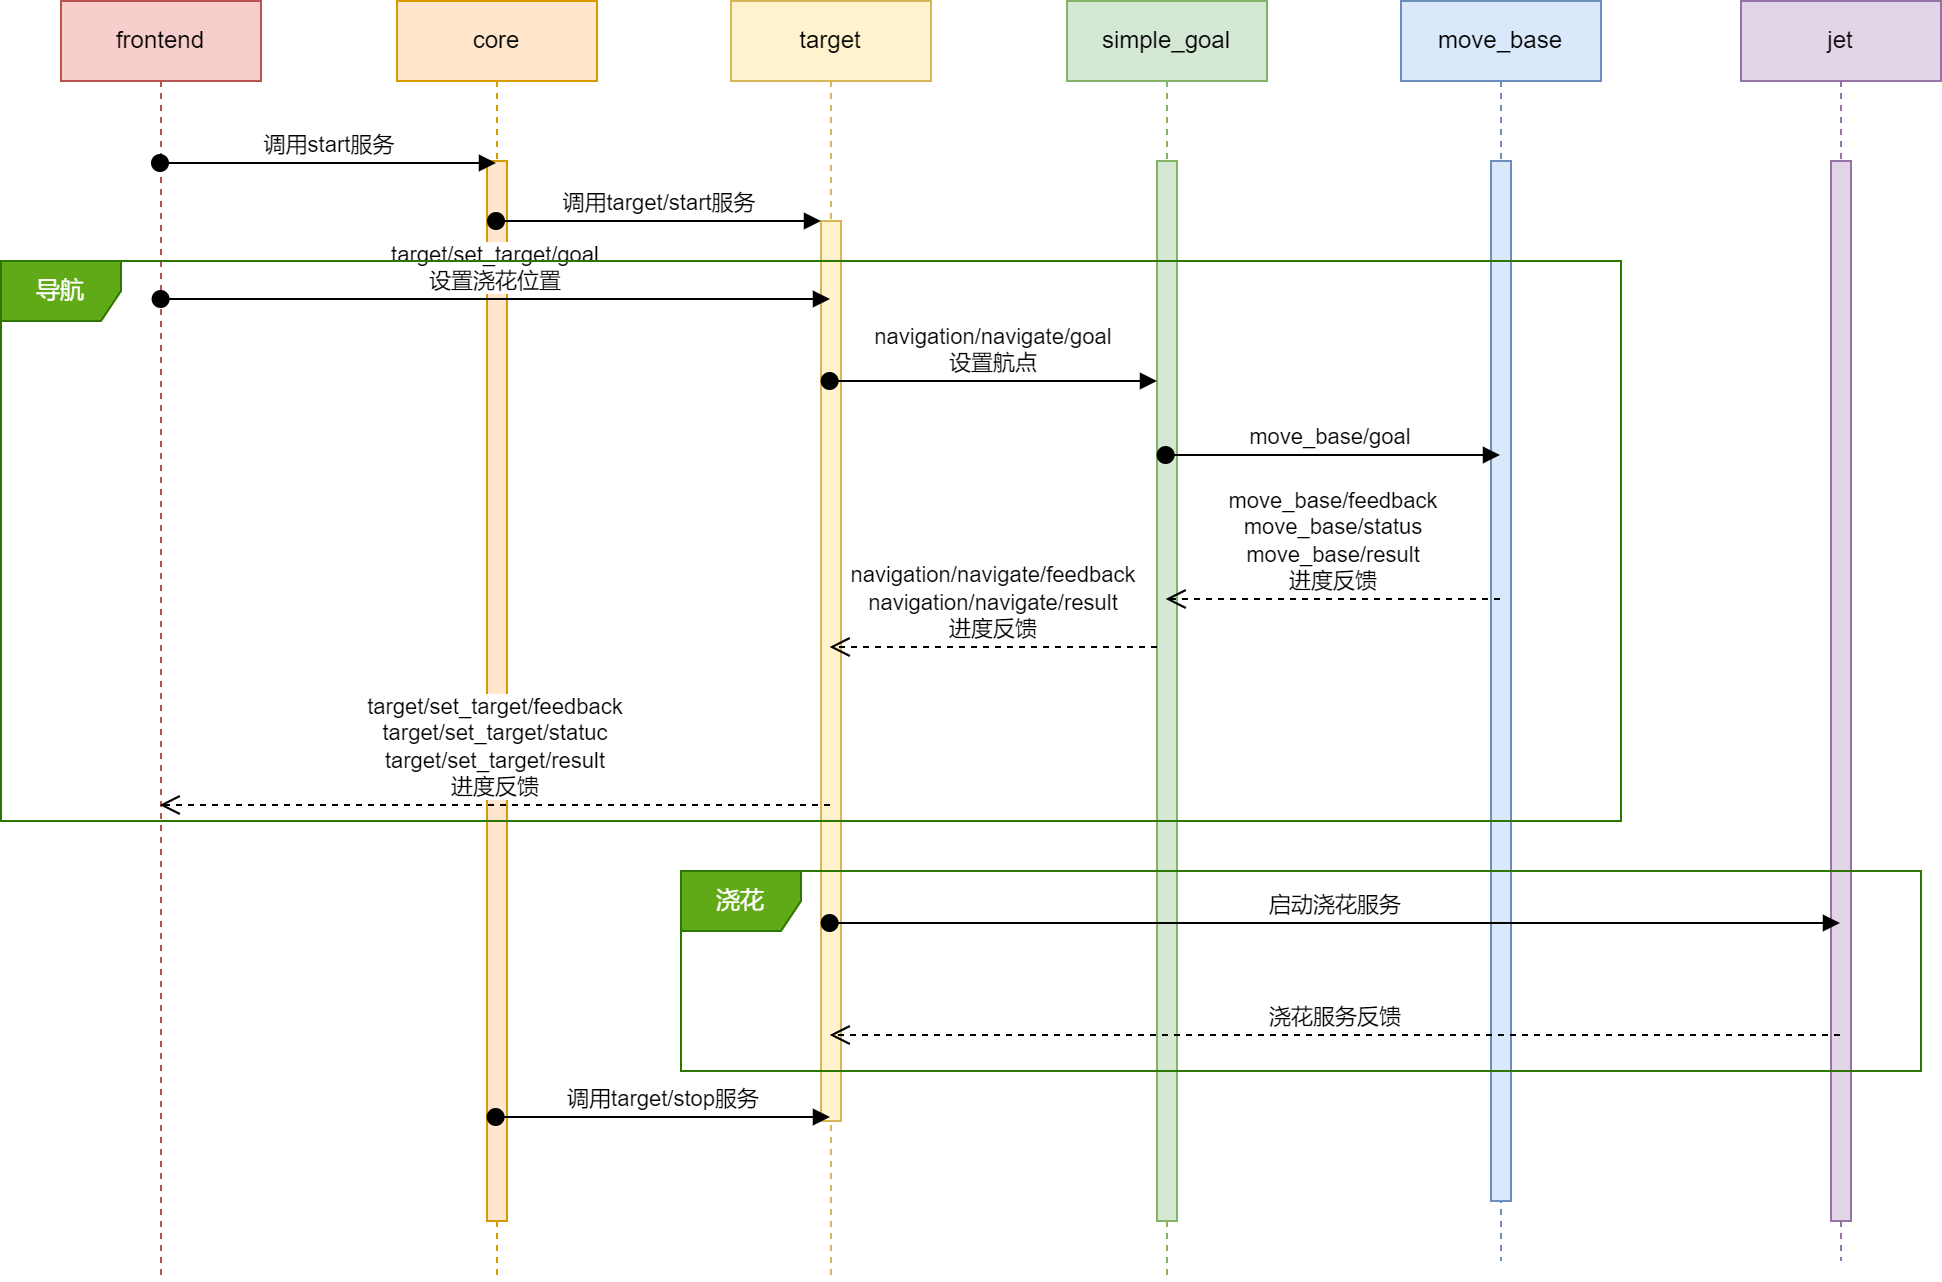 frontend
core
target
simple_goal
move_base
jet
调用start服务
调用target/start服务
target/set_target/goal
设置浇花位置
导航
navigation/navigate/goal
设置航点
move_base/goal
move_base/feedback
move_base/status
move_base/result
进度反馈
navigation/navigate/feedback
navigation/navigate/result
进度反馈
target/set_target/feedback
target/set_target/statuc
target/set_target/result
进度反馈
浇花
启动浇花服务
浇花服务反馈
调用target/stop服务